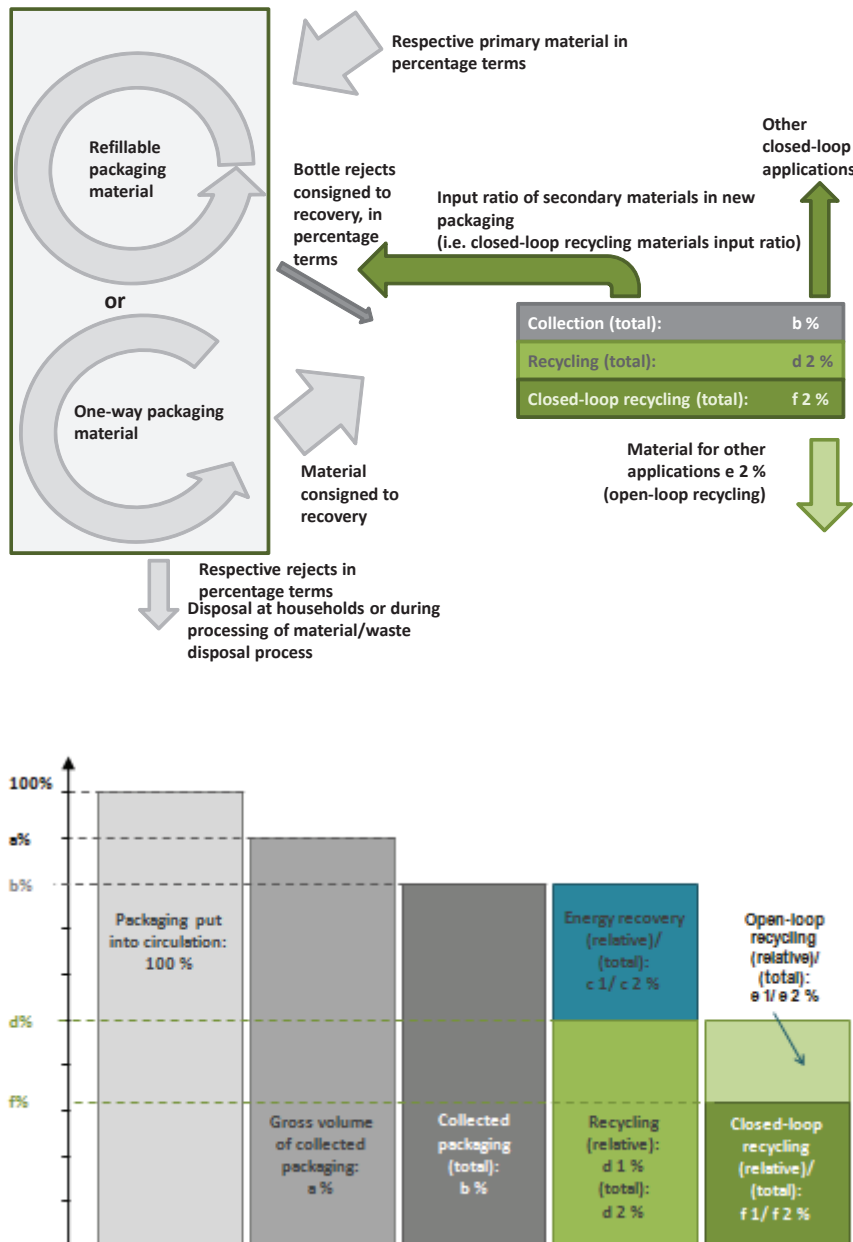 Respective primary material in
percentage terms
Refillable
packaging
material
or
One-way packaging
material
Bottle rejects
consigned to
recovery, in
percentage
terms
Input ratio of secondary materials in new
packaging
(i.e. closed-loop recycling materials input ratio)
Other
closed-loop
applications
Collection (total): b %
Recycling (total): d 2 %
Closed-loop recycling (total): f 2 %
Material
consigned to
recovery
Material for other
applications e 2 %
(open-loop recycling)
Respective rejects in
percentage terms
Disposal at households or during
processing of material/waste
disposal process
100%
a%
b%
d%
f%
Packaging put
into circulation:
100 %
Gross volume
of collected
packaging:
a %
Collected
packaging
(total):
b %
Energy recovery
(relative)/
(total):
c 1/ c 2 %
Recycling
(relative):
d 1 %
(total):
d 2 %
Open-loop
recycling
(relative)/
(total):
e 1/ e 2 %
Closed-loop
recycling
(relative)/
(total):
f 1/ f 2 %